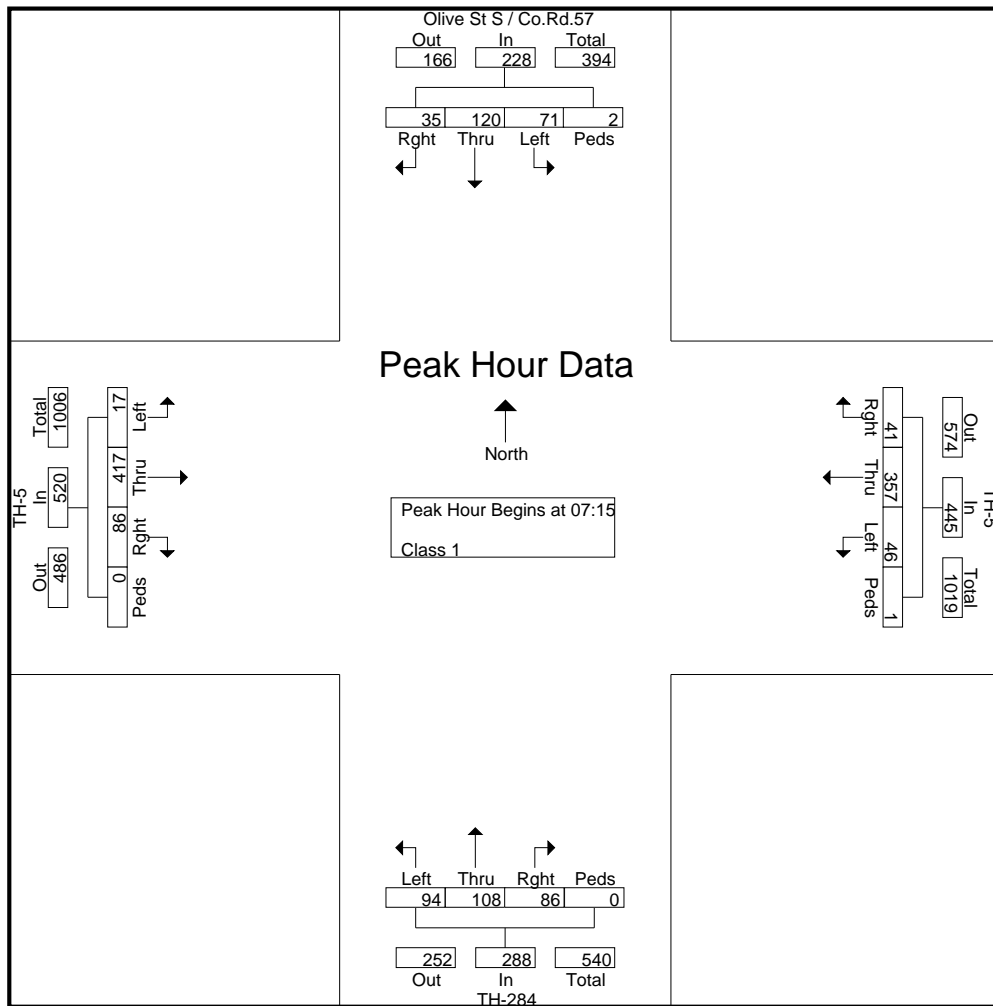 Olive St S / Co.Rd.57
Out In Total
166 228 394
35 120 71 2
Rght Thru Left Peds
Peak Hour Data
North
Peak Hour Begins at 07:15
Class 1
TH-5
Total In Out
1006 520 486
17 417 86 0
Left Thru Rght Peds
Rght Thru Left Peds
41 357 46 1
Out In Total
574 445 1019
TH-5
Left Thru Rght Peds
94 108 86 0
252 288 540
Out In Total
TH-284